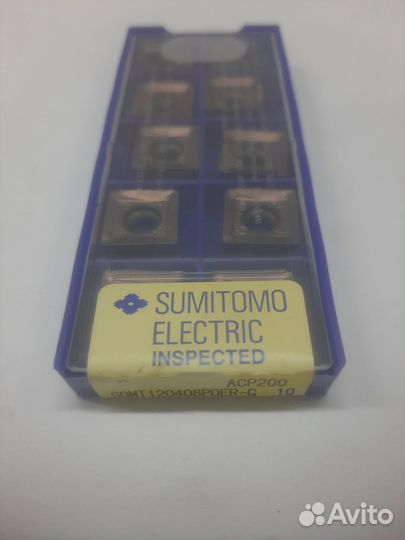 SUMITOMO
ELECTRIC
INSPECTED
ACP200
SOMT120408PDER-G 10
Avito